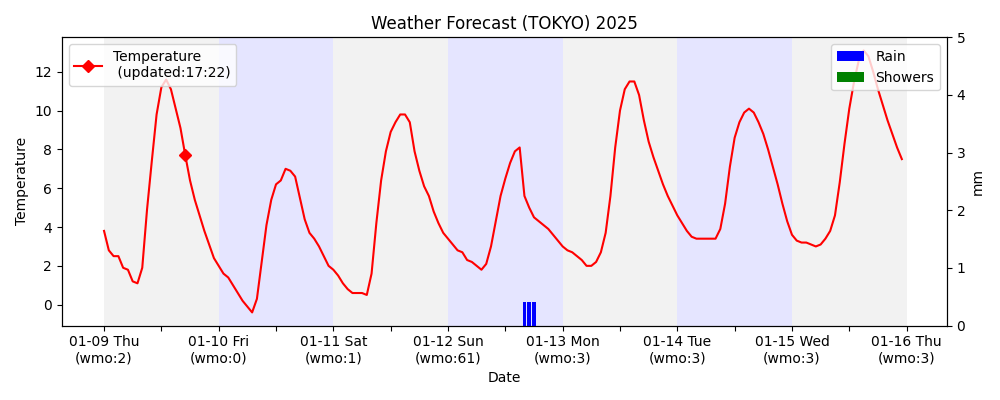 Weather Forecast (TOKYO) 2025
Temperature
(updated:17:22)
Rain
Showers
Temperature
12
10
8
6
4
2
0
5
4
3
2
1
0
mm
01-09 Thu
(wmo:2)
01-10 Fri
(wmo:0)
01-11 Sat
(wmo:1)
01-12 Sun
(wmo:61)
01-13 Mon
(wmo:3)
01-14 Tue
(wmo:3)
01-15 Wed
(wmo:3)
01-16 Thu
(wmo:3)
Date